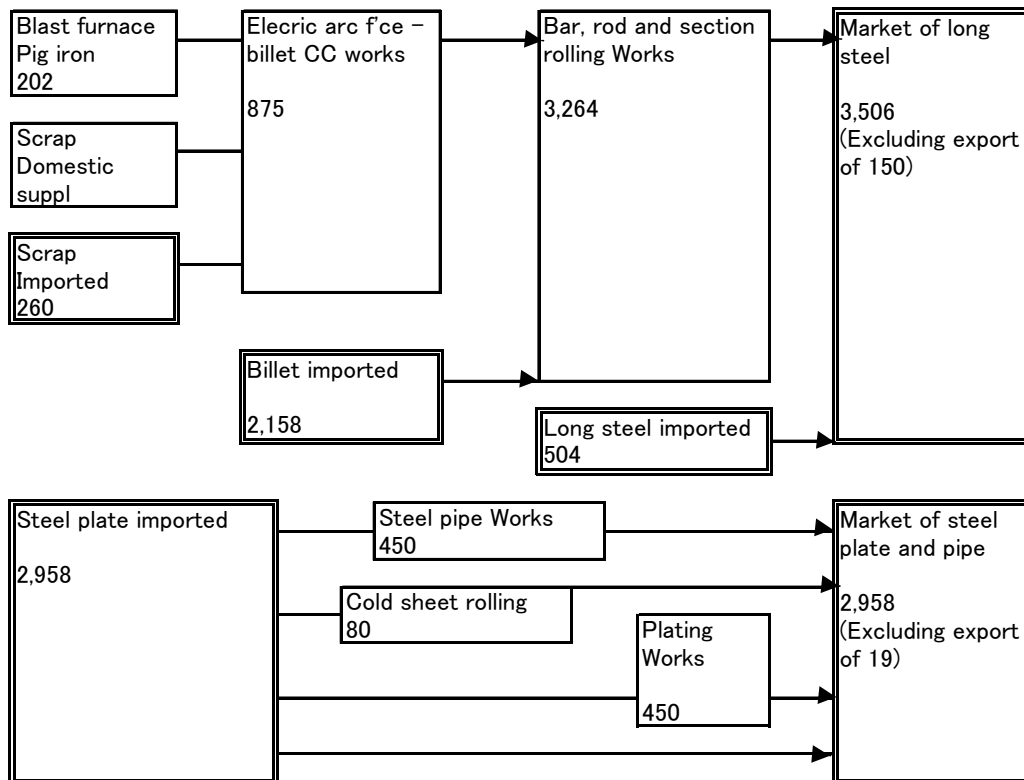 Blast furnace
Pig iron
202
Elecric arc f'ce -
billet CC works
875
Bar, rod and section
rolling Works
3,264
Market of long
steel
3,506
(Excluding export
of 150)
Scrap
Domestic
suppl
Scrap
Imported
260
Billet imported
2,158
Long steel imported
504
Steel plate imported
2,958
Steel pipe Works
450
Cold sheet rolling
80
Plating
Works
450
Market of steel
plate and pipe
2,958
(Excluding export
of 19)